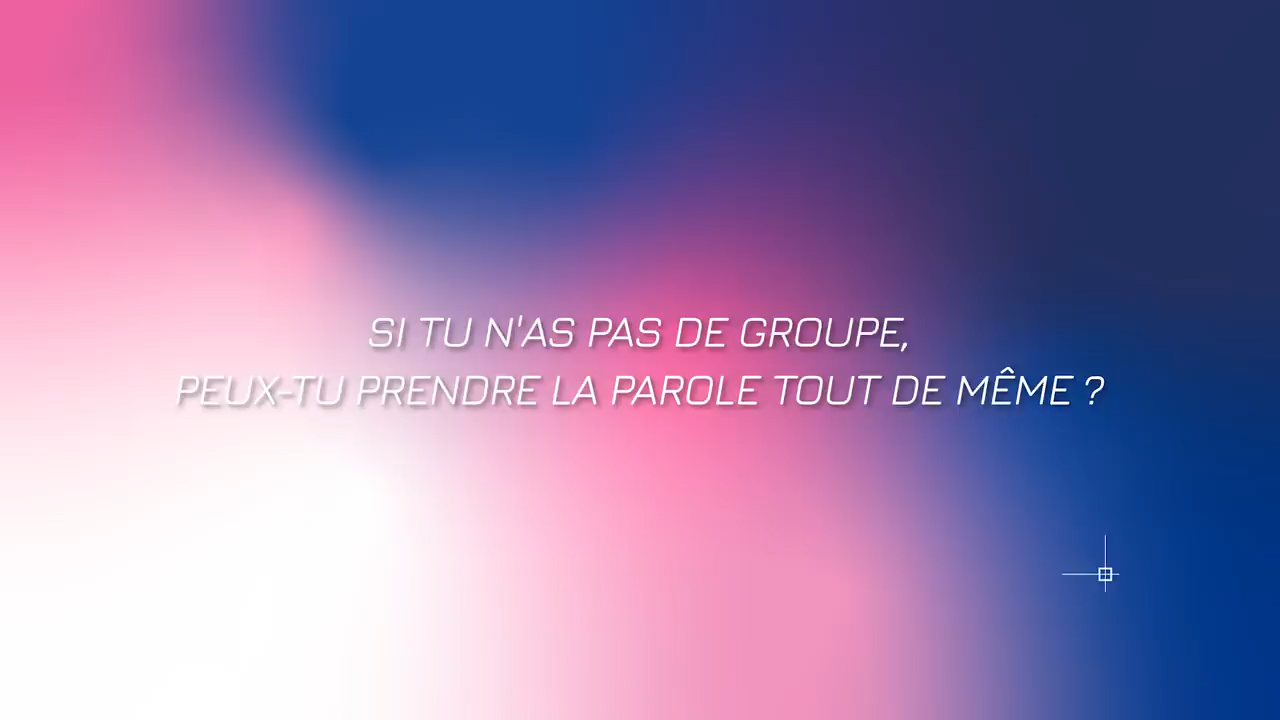 SI TU N'AS PAS DE GROUPE,
PEUX-TU PRENDRE LA PAROLE TOUT DE MÊME ?